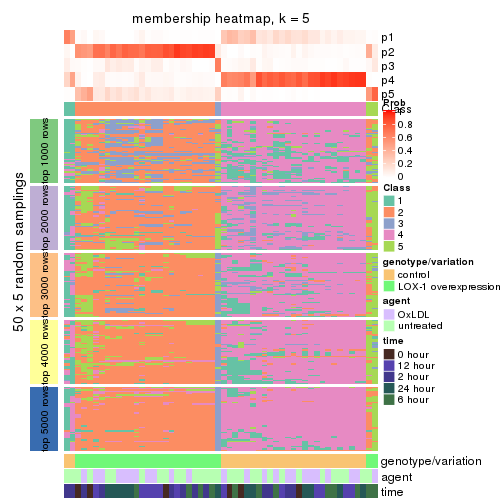 membership heatmap, k = 5
p1
p2
p3
p4
p5
Class
50 x 5 random samplings
top 1000 rows
top 2000 rows
top 3000 rows
top 4000 rows
top 5000 rows
genotype/variation
agent
time
Prob
1
0.8
0.6
0.4
0.2
0
Class
1
2
3
4
5
genotype/variation
control
LOX-1 overexpression
agent
OxLDL
untreated
time
0 hour
12 hour
2 hour
24 hour
6 hour